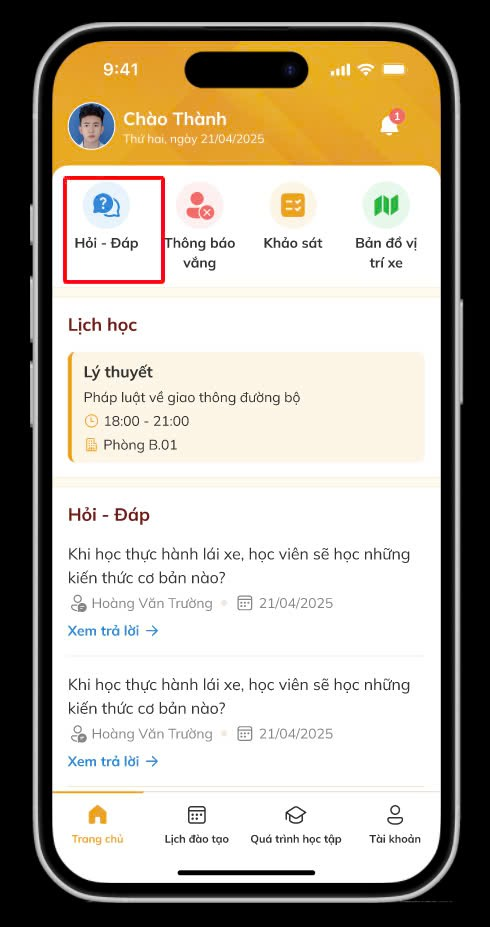 9:41
Chào Thành
Thứ hai, ngày 21/04/2025
1
Hỏi - Đáp
Thông báo vắng
Khảo sát
Bản đồ vị trí xe
Lịch học
Lý thuyết
Pháp luật về giao thông đường bộ
18:00 - 21:00
Phòng B.01
Hỏi - Đáp
Khi học thực hành lái xe, học viên sẽ học những
kiến thức cơ bản nào?
Hoàng Văn Trường
21/04/2025
Xem trả lời →
Khi học thực hành lái xe, học viên sẽ học những
kiến thức cơ bản nào?
Hoàng Văn Trường
21/04/2025
Xem trả lời →
Trang chủ
Lịch đào tạo
Quá trình học tập
Tài khoản